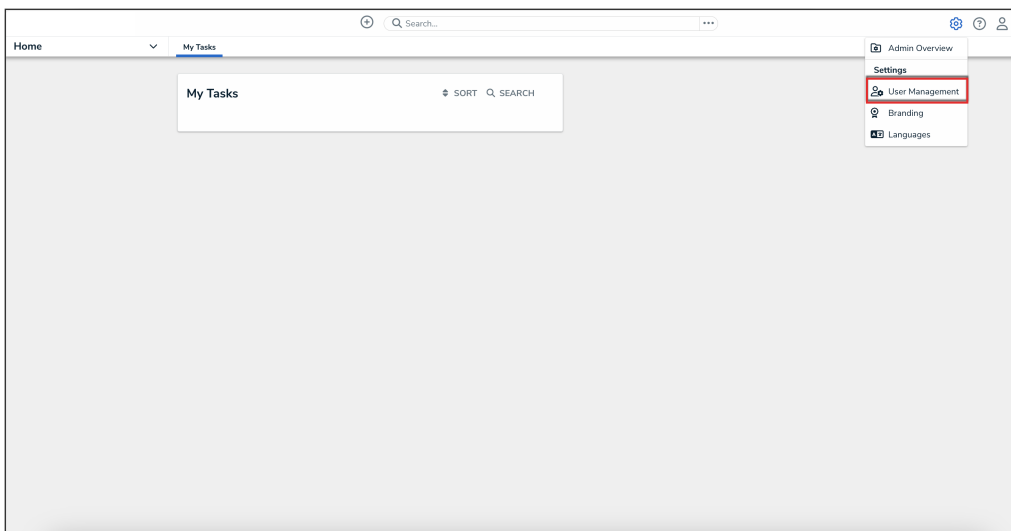 Search...
Home
My Tasks
Admin Overview
Settings
User Management
Branding
Languages
My Tasks
SORT
SEARCH